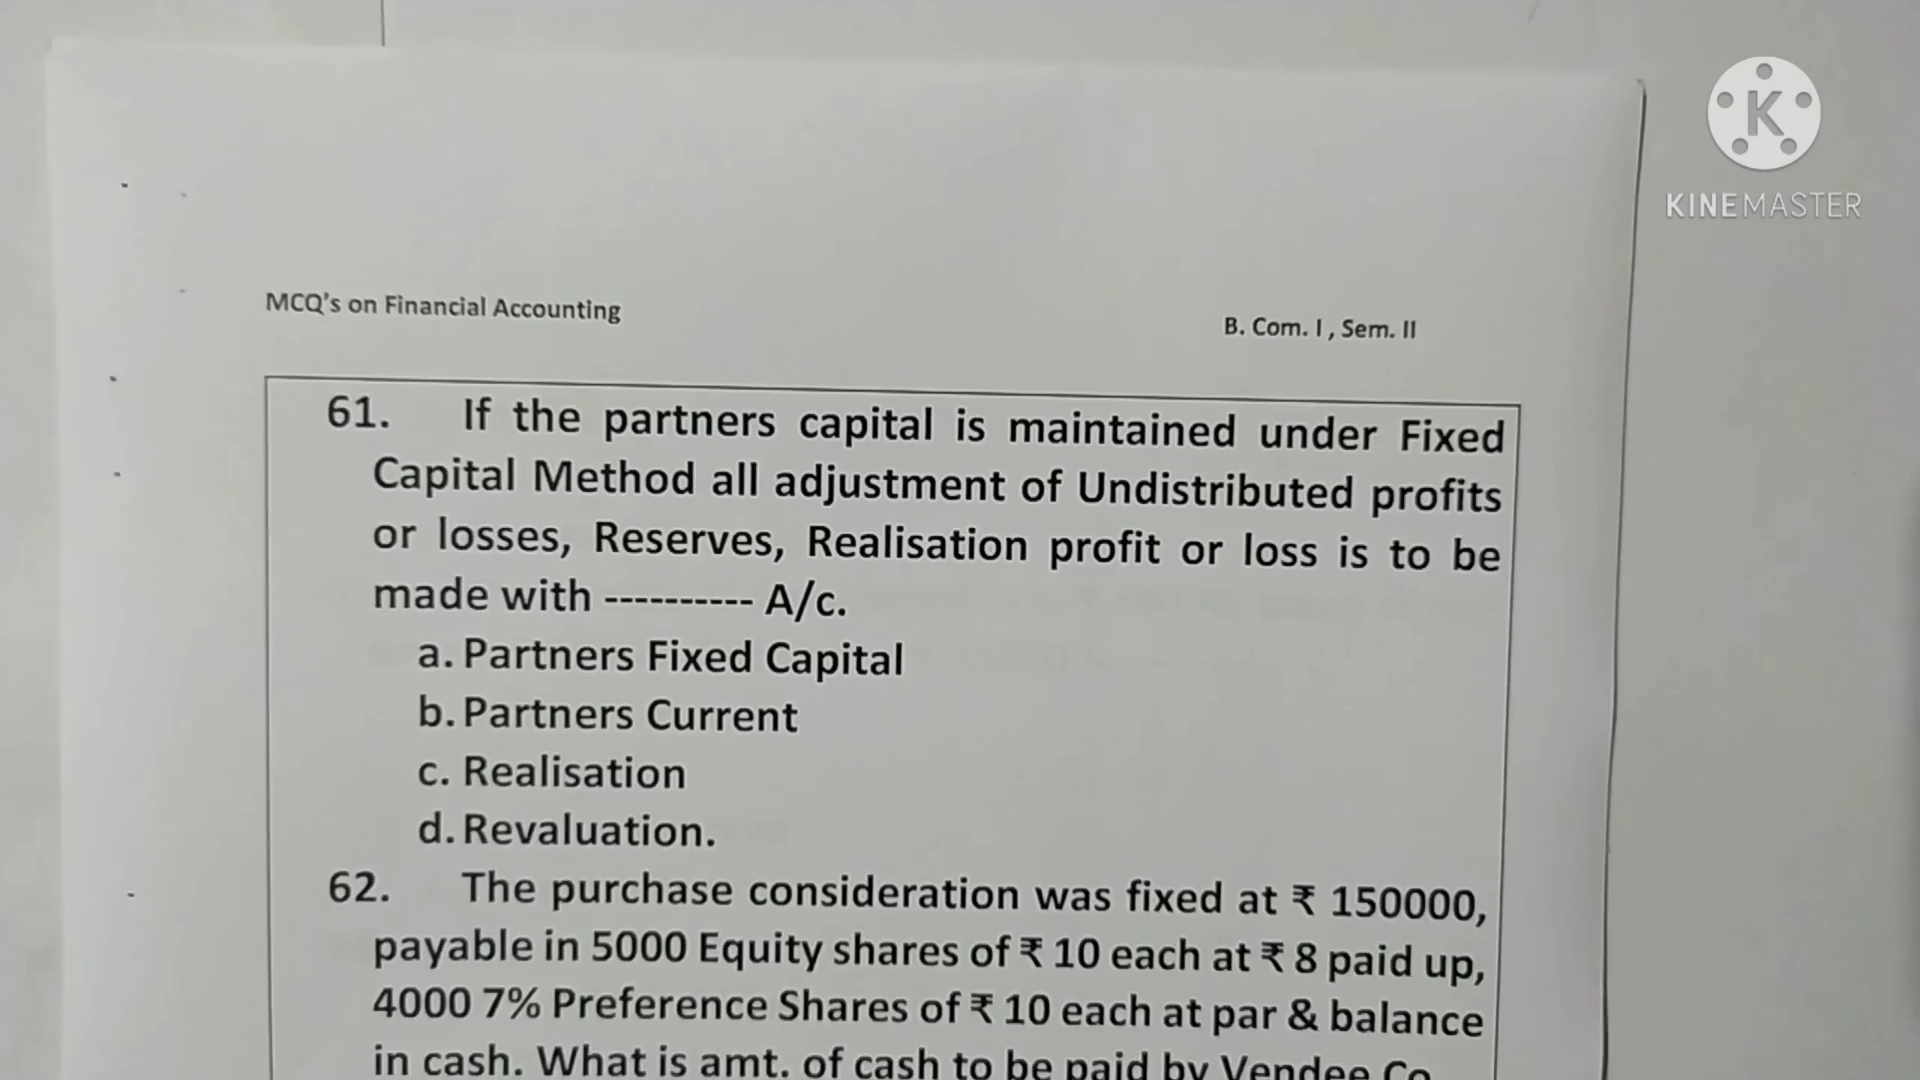 KINEMASTER
MCQ's on Financial Accounting
B. Com. I , Sem. II
61. If the partners capital is maintained under Fixed
Capital Method all adjustment of Undistributed profits
or losses, Reserves, Realisation profit or loss is to be
made with ---------- A/c.
a. Partners Fixed Capital
b. Partners Current
c. Realisation
d. Revaluation.
62. The purchase consideration was fixed at ₹ 150000,
payable in 5000 Equity shares of ₹ 10 each at ₹ 8 paid up,
4000 7% Preference Shares of ₹ 10 each at par & balance
in cash. What is amt. of cash to be paid by Vendee Co